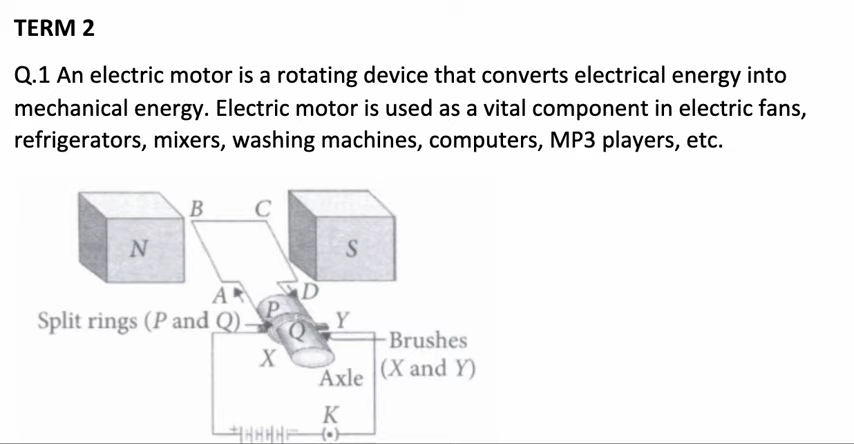 TERM 2
Q.1 An electric motor is a rotating device that converts electrical energy into
mechanical energy. Electric motor is used as a vital component in electric fans,
refrigerators, mixers, washing machines, computers, MP3 players, etc.
B C
N S
A D
P
Split rings (P and Q) Q Y
Brushes
X (X and Y)
Axle
K
+ (•)